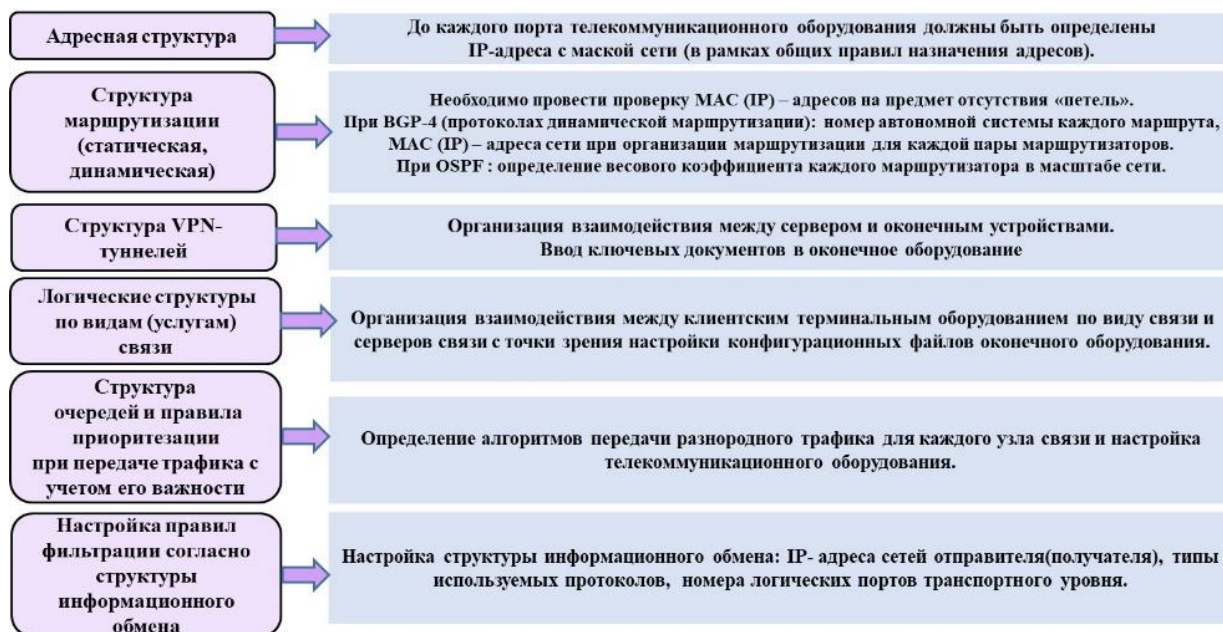 Адресная структура
До каждого порта телекоммуникационного оборудования должны быть определены
IP-адреса с маской сети (в рамках общих правил назначения адресов).
Структура
маршрутизации
(статическая,
динамическая)
Необходимо провести проверку MAC (IP) – адресов на предмет отсутствия «петель».
При BGP-4 (протоколах динамической маршрутизации): номер автономной системы каждого маршрута,
MAC (IP) – адреса сети при организации маршрутизации для каждой пары маршрутизаторов.
При OSPF : определение весового коэффициента каждого маршрутизатора в масштабе сети.
Структура VPN-
туннелей
Организация взаимодействия между сервером и оконечным устройствами.
Ввод ключевых документов в оконечное оборудование
Логические структуры
по видам (услугам)
связи
Организация взаимодействия между клиентским терминальным оборудованием по виду связи и
серверов связи с точки зрения настройки конфигурационных файлов оконечного оборудования.
Структура
очередей и правила
приоритезации
при передаче трафика с
учетом его важности
Определение алгоритмов передачи разнородного трафика для каждого узла связи и настройка
телекоммуникационного оборудования.
Настройка правил
фильтрации согласно
структуры
информационного
обмена
Настройка структуры информационного обмена: IP- адреса сетей отправителя(получателя), типы
используемых протоколов, номера логических портов транспортного уровня.